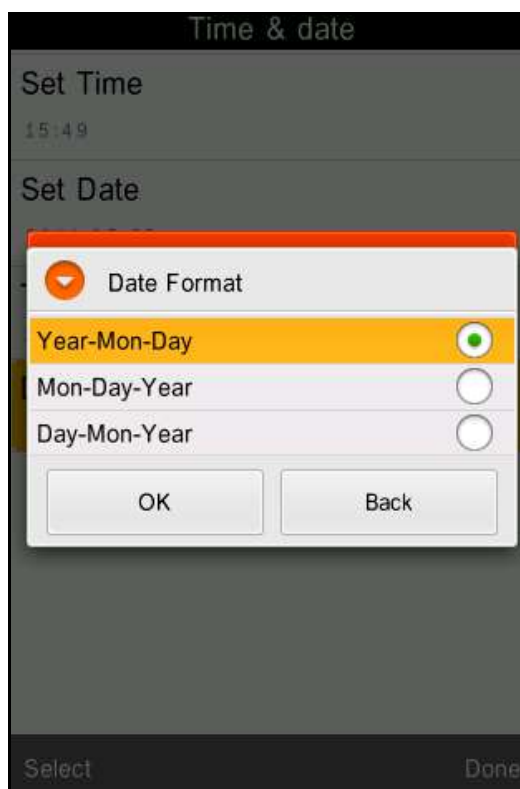 Time & date
Set Time
15:49
Set Date
Date Format
Year-Mon-Day
Mon-Day-Year
Day-Mon-Year
OK
Back
Select
Done